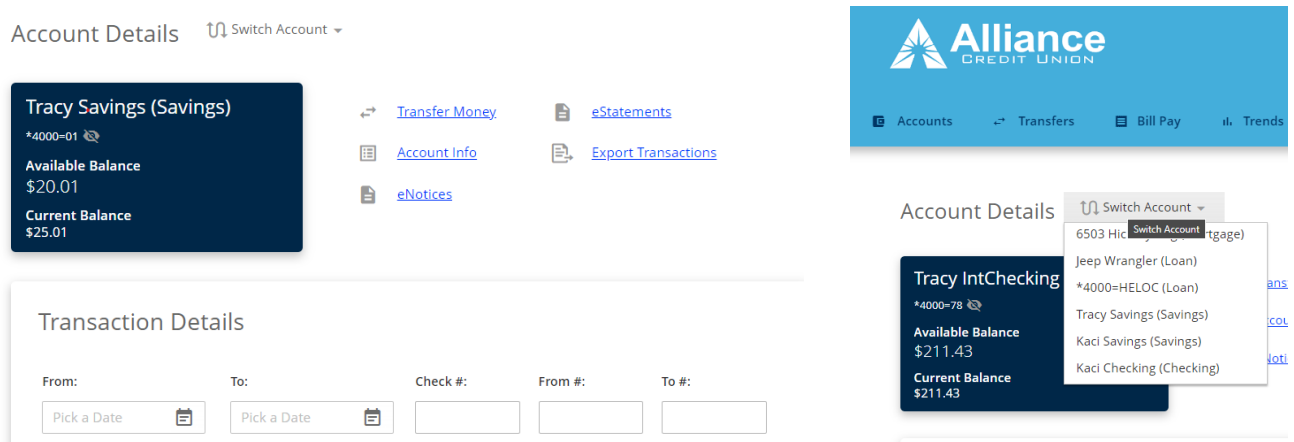 Account Details Switch Account
Tracy Savings (Savings)
*4000=01
Available Balance
$20.01
Current Balance
$25.01
Transfer Money
eStatements
Account Info
Export Transactions
eNotices
Transaction Details
From: To: Check #: From #: To #:
Pick a Date Pick a Date
Alliance
CREDIT UNION
Accounts Transfers Bill Pay Trends
Account Details Switch Account
Switch Account
6503
Jeep Wrangler (Loan)
*4000=HELOC (Loan)
Tracy Savings (Savings)
Kaci Savings (Savings)
Kaci Checking (Checking)
Tracy IntChecking
*4000=78
Available Balance
$211.43
Current Balance
$211.43